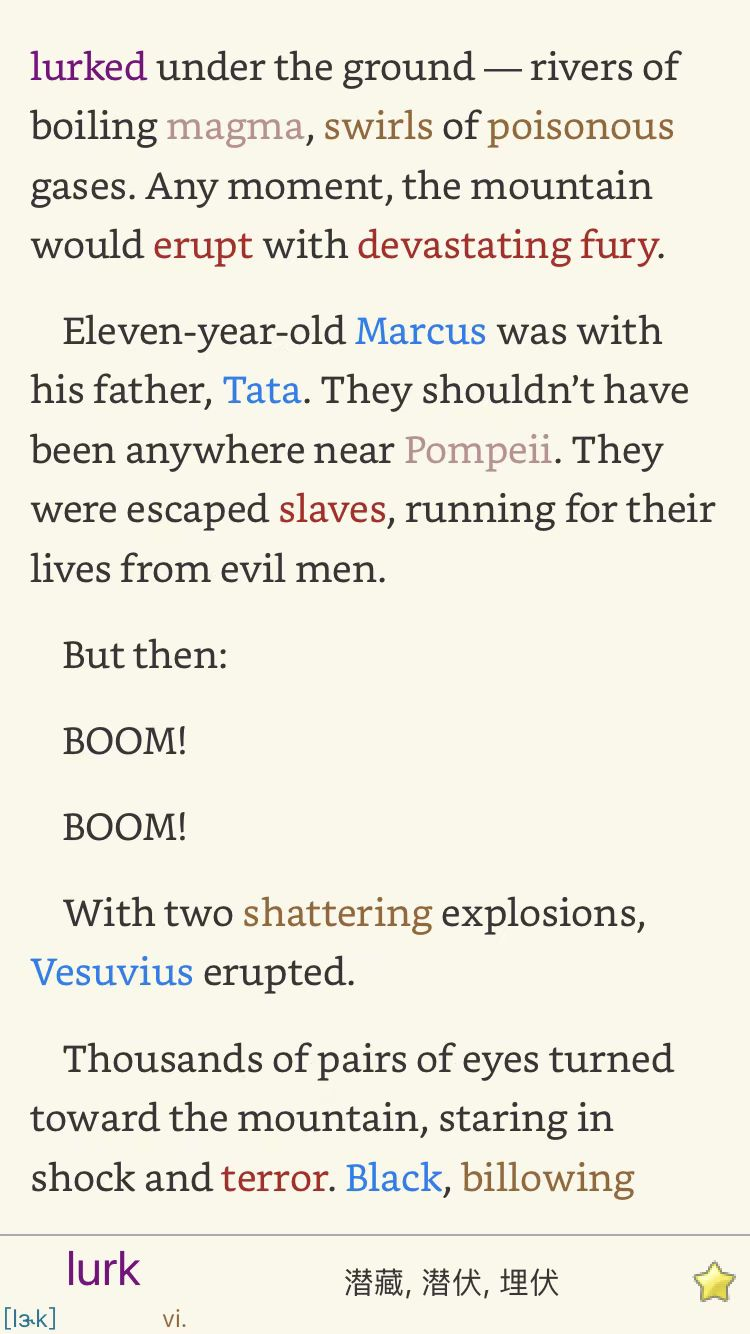 lurked under the ground — rivers of
boiling magma, swirls of poisonous
gases. Any moment, the mountain
would erupt with devastating fury.
Eleven-year-old Marcus was with
his father, Tata. They shouldn’t have
been anywhere near Pompeii. They
were escaped slaves, running for their
lives from evil men.
But then:
BOOM!
BOOM!
With two shattering explosions,
Vesuvius erupted.
Thousands of pairs of eyes turned
toward the mountain, staring in
shock and terror. Black, billowing
lurk 潜藏, 潜伏, 埋伏
[lɝk] vi.